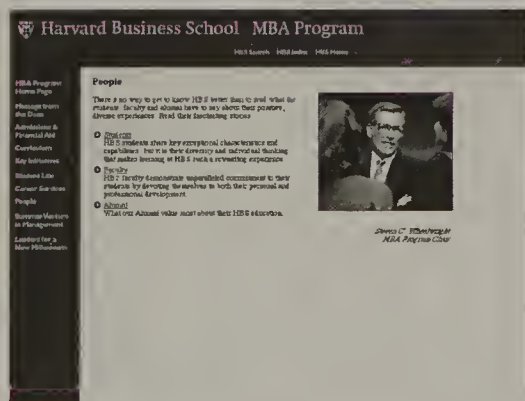 Harvard Business School MBA Program
HBS Search MBA Index MBA Home
MBA Program
Home Page
Message from
the Dean
Admissions &
Financial Aid
Curriculum
Key Initiatives
Student Life
Career Services
People
Summer Venture
in Management
Leaders for a
New Millennium
People
There is no way to get to know HBS better than to read what the
students, faculty and alumni have to say about their passions,
diverse experiences. Read their fascinating stories
Students
HBS students share key exceptional characteristics and
capabilities but it is their diversity and individual thinking
that makes learning at HBS such a rewarding experience
Faculty
HBS faculty demonstrate unparalleled commitment to their
students by devoting themselves to both their personal and
professional development.
Alumni
What our Alumni value most about their HBS education.
Steven C.
MBA Program Chair